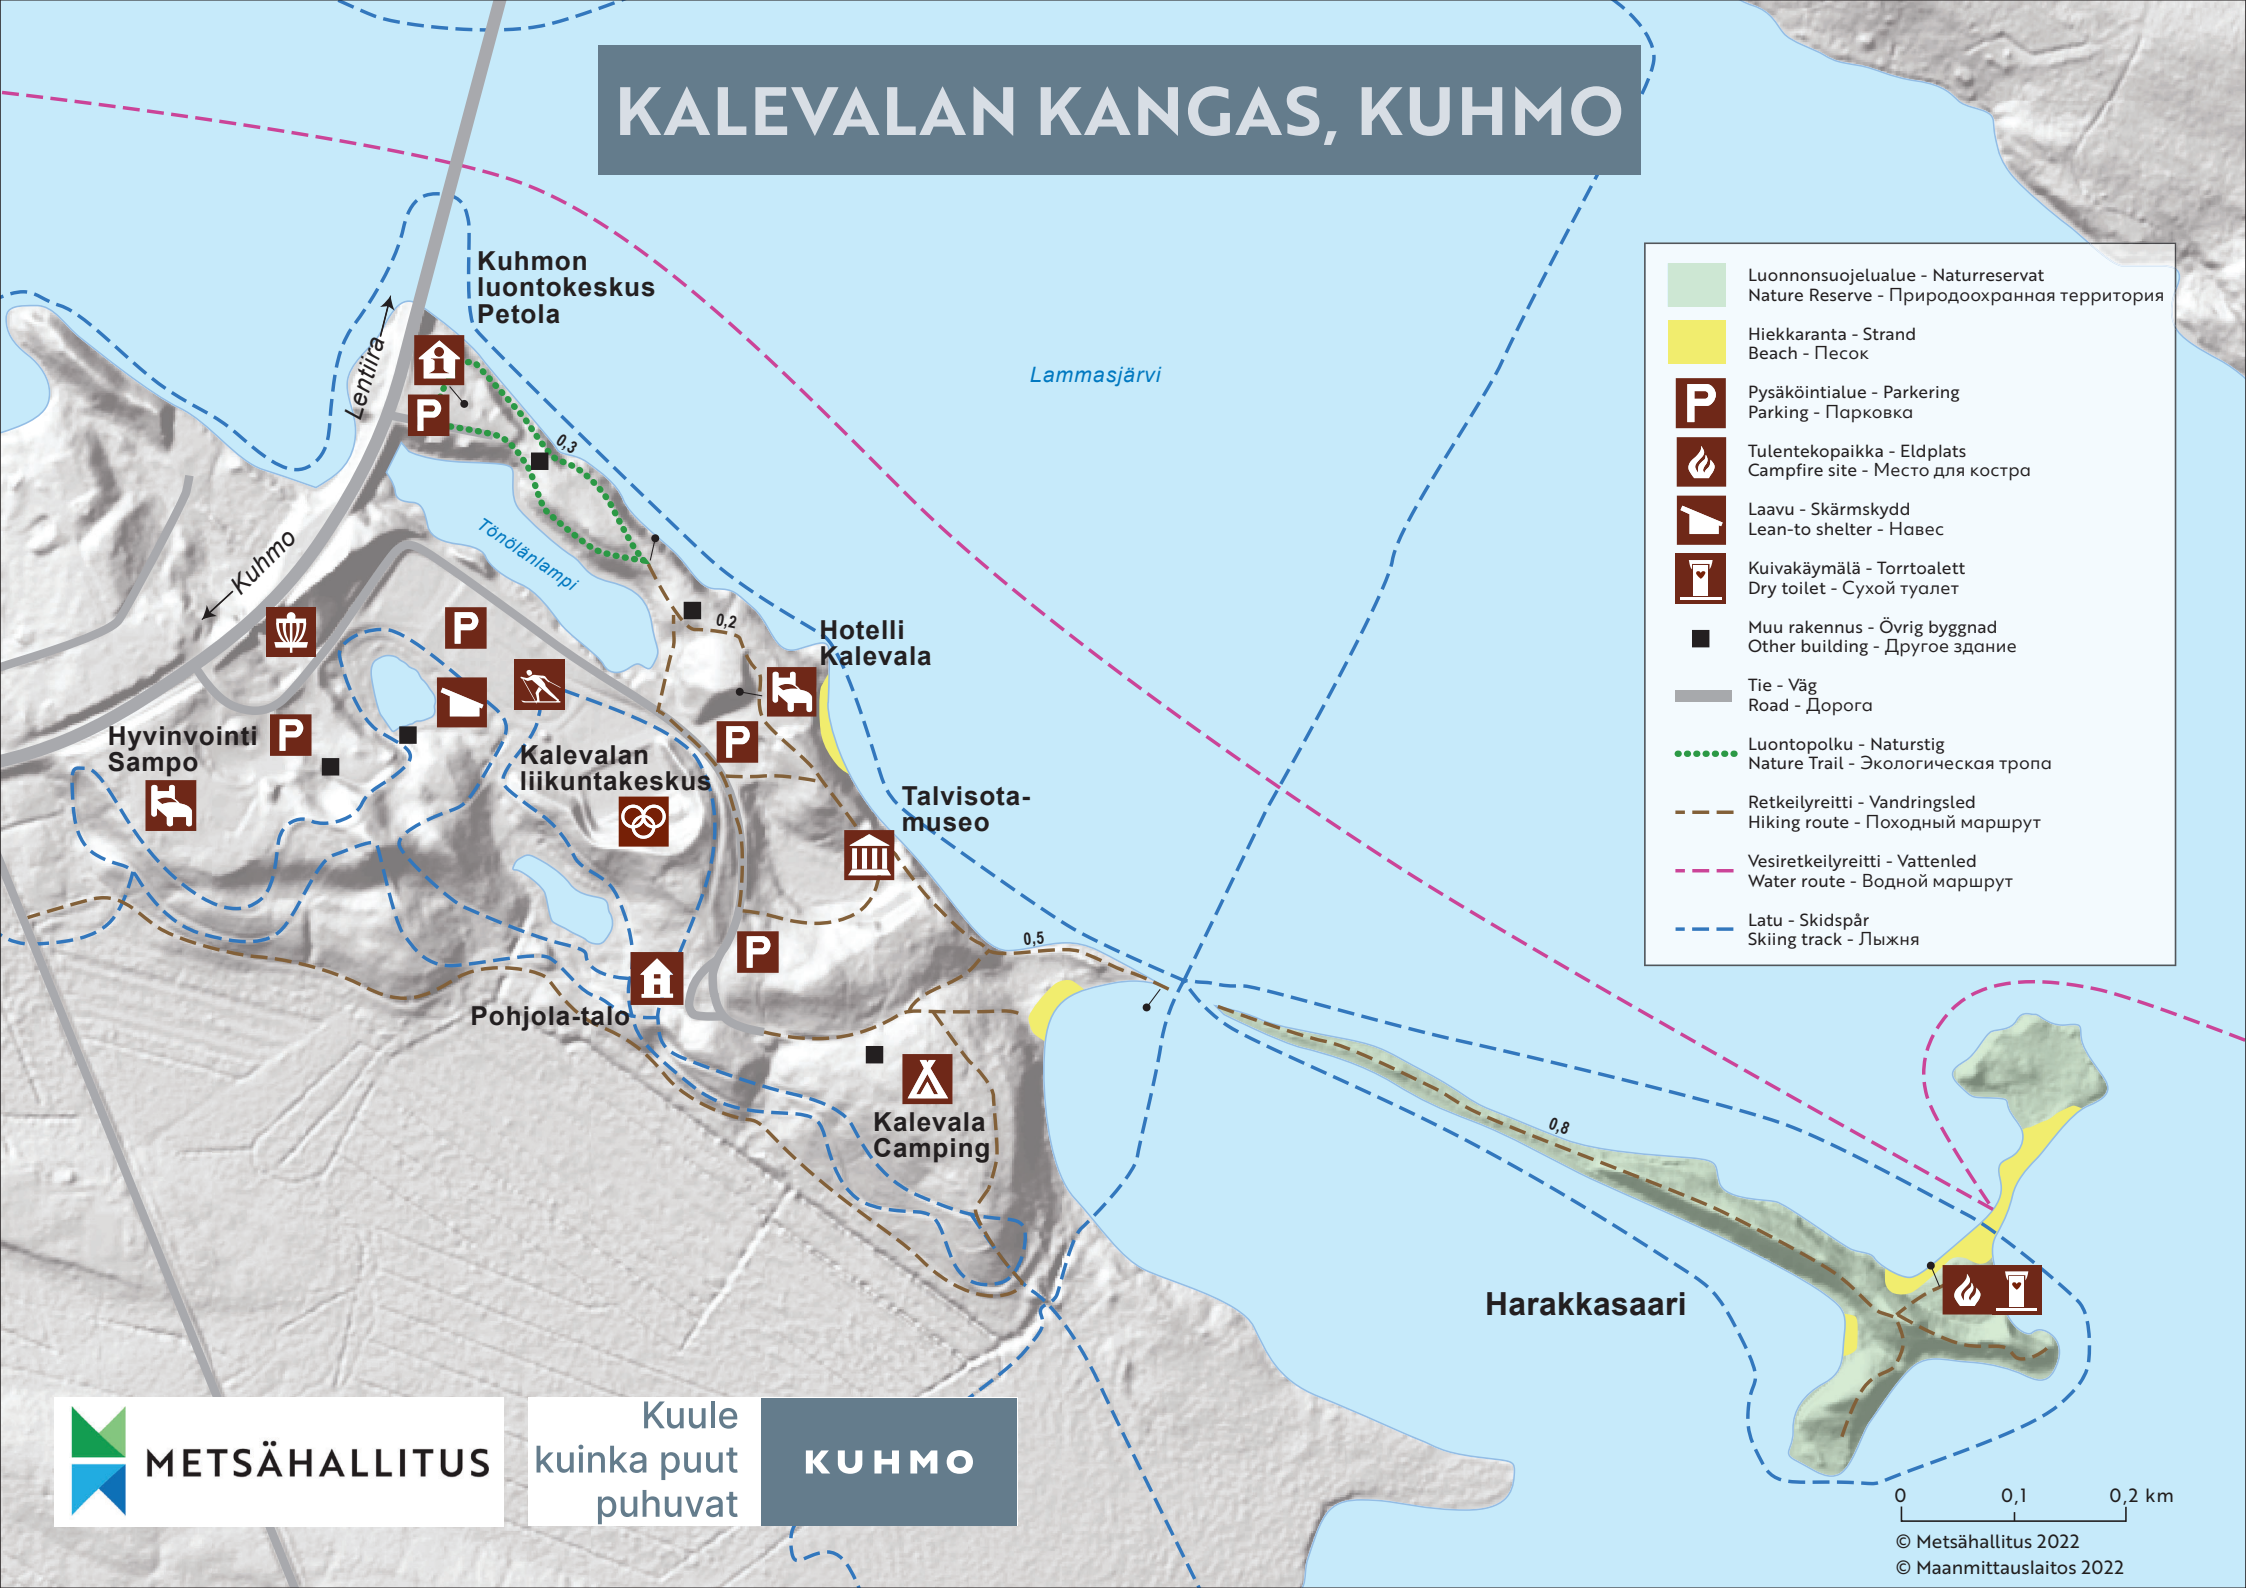 KALEVALAN KANGAS, KUHMO
Kuhmon
luontokeskus
Petola
Lentiira
P
0,3
Lammasjärvi
Kuhmo
Tönölänlampi
P
0,2
Hotelli
Kalevala
Hyvinvointi
Sampo
P
Kalevalan
liikuntakeskus
P
Talvisota-
museo
0,5
P
Pohjola-talo
Kalevala
Camping
0,8
Harakkasaari
Luonnonsuojelualue - Naturreservat
Nature Reserve - Природоохранная территория
Hiekkaranta - Strand
Beach - Песок
P
Pysäköintialue - Parkering
Parking - Парковка
Tulentekopaikka - Eldplats
Campfire site - Место для костра
Laavu - Skärmskydd
Lean-to shelter - Навес
Kuivakäymälä - Torrtoalett
Dry toilet - Сухой туалет
Muu rakennus - Övrig byggnad
Other building - Другое здание
Tie - Väg
Road - Дорога
Luontopolku - Naturstig
Nature Trail - Экологическая тропа
Retkeilyreitti - Vandringsled
Hiking route - Походный маршрут
Vesiretkeilyreitti - Vattenled
Water route - Водной маршрут
Latu - Skidspår
Skiing track - Лыжня
METSÄHALLITUS
Kuule
kuinka puut
puhuvat
KUHMO
0 0,1 0,2 km
© Metsähallitus 2022
© Maanmittauslaitos 2022